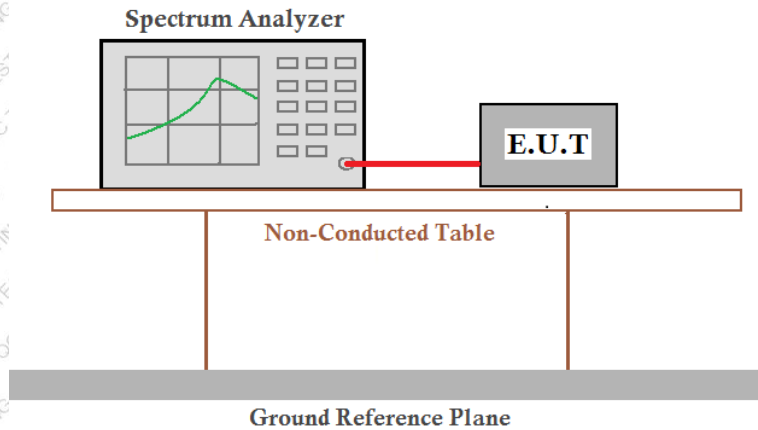 Spectrum Analyzer
E.U.T
Non-Conducted Table
Ground Reference Plane